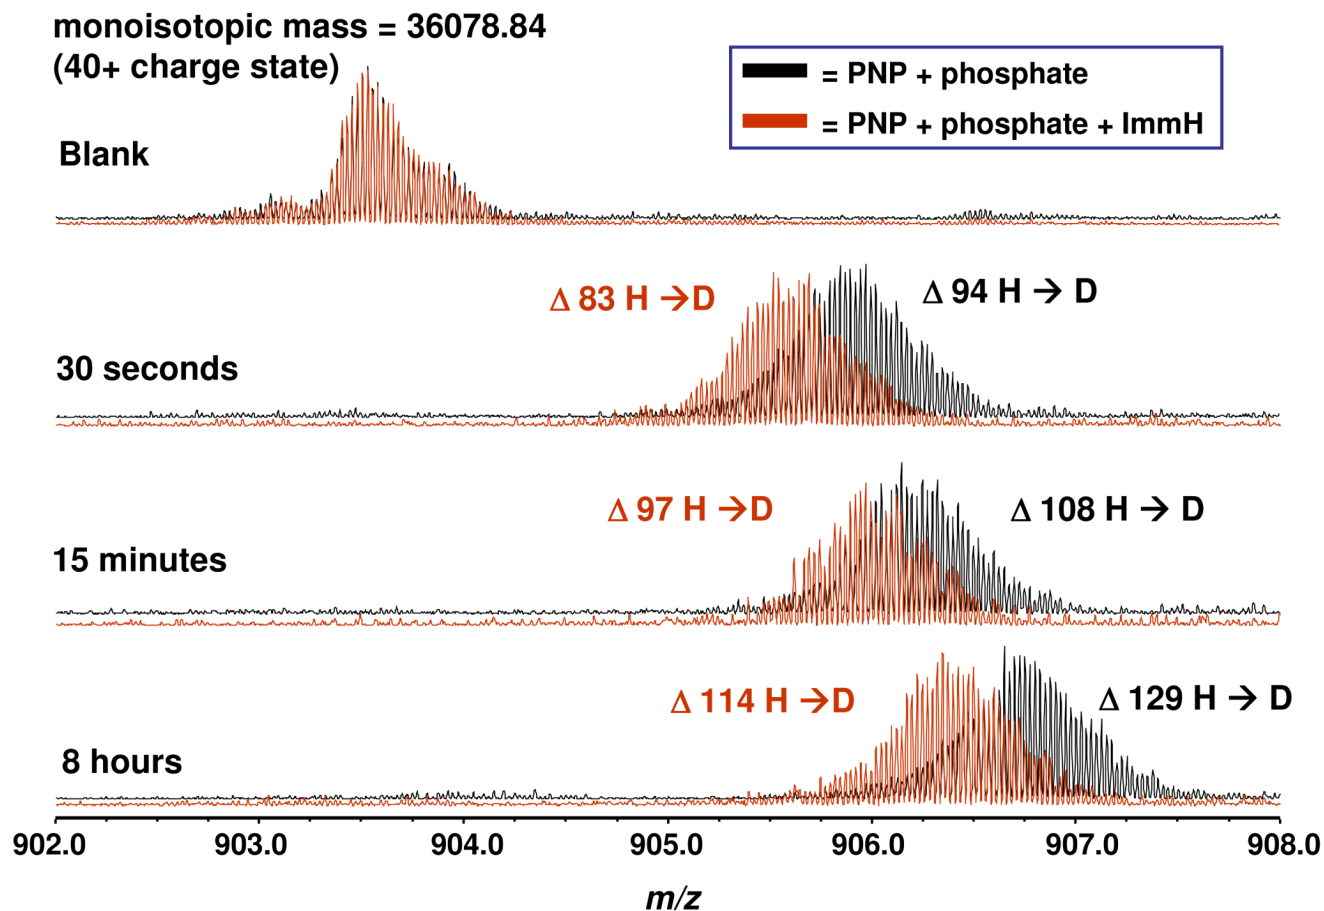 monoisotopic mass = 36078.84
(40+ charge state)
= PNP + phosphate
= PNP + phosphate + ImmH
Blank
Δ 83 H →D
Δ 94 H → D
30 seconds
Δ 97 H →D
Δ 108 H → D
15 minutes
Δ 114 H →D
Δ 129 H → D
8 hours
902.0 903.0 904.0 905.0 906.0 907.0 908.0
m/z